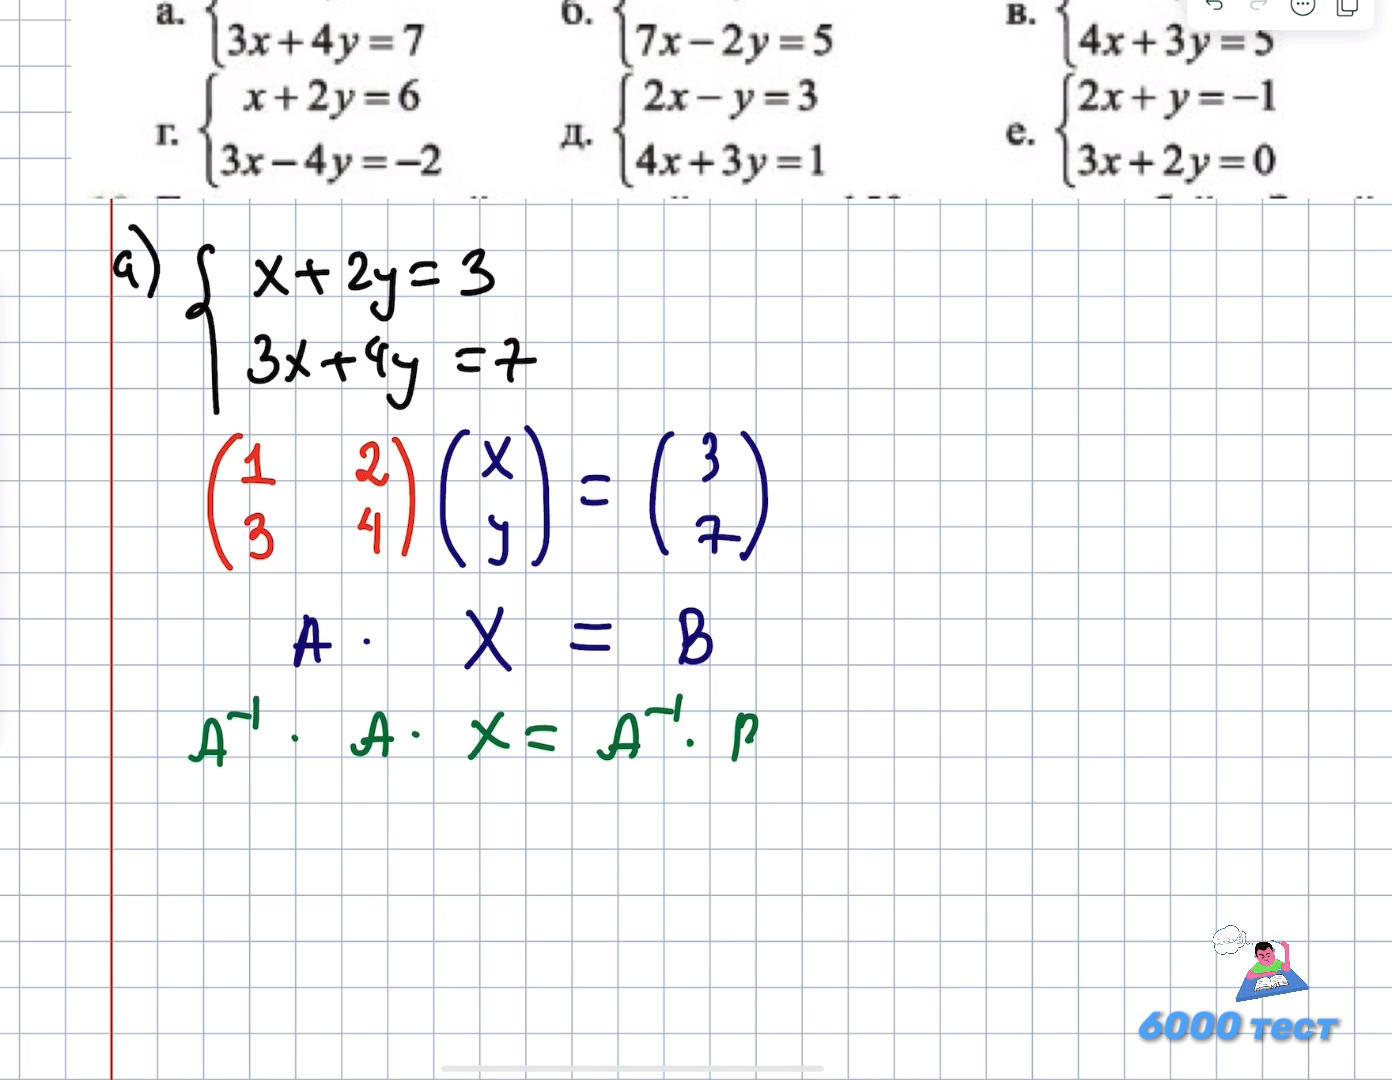 а. 3x+4y=7 б. 7x−2y=5 в. 4x+3y=5
г. x+2y=6 д. 2x−y=3 е. 2x+y=−1
3x−4y=−2 4x+3y=1 3x+2y=0
a) x+2y=3
3x+4y=7
(1 2) (x) = (3)
(3 4) (y) (7)
A · X = B
A⁻¹ · A · X = A⁻¹ ·
6000 тест